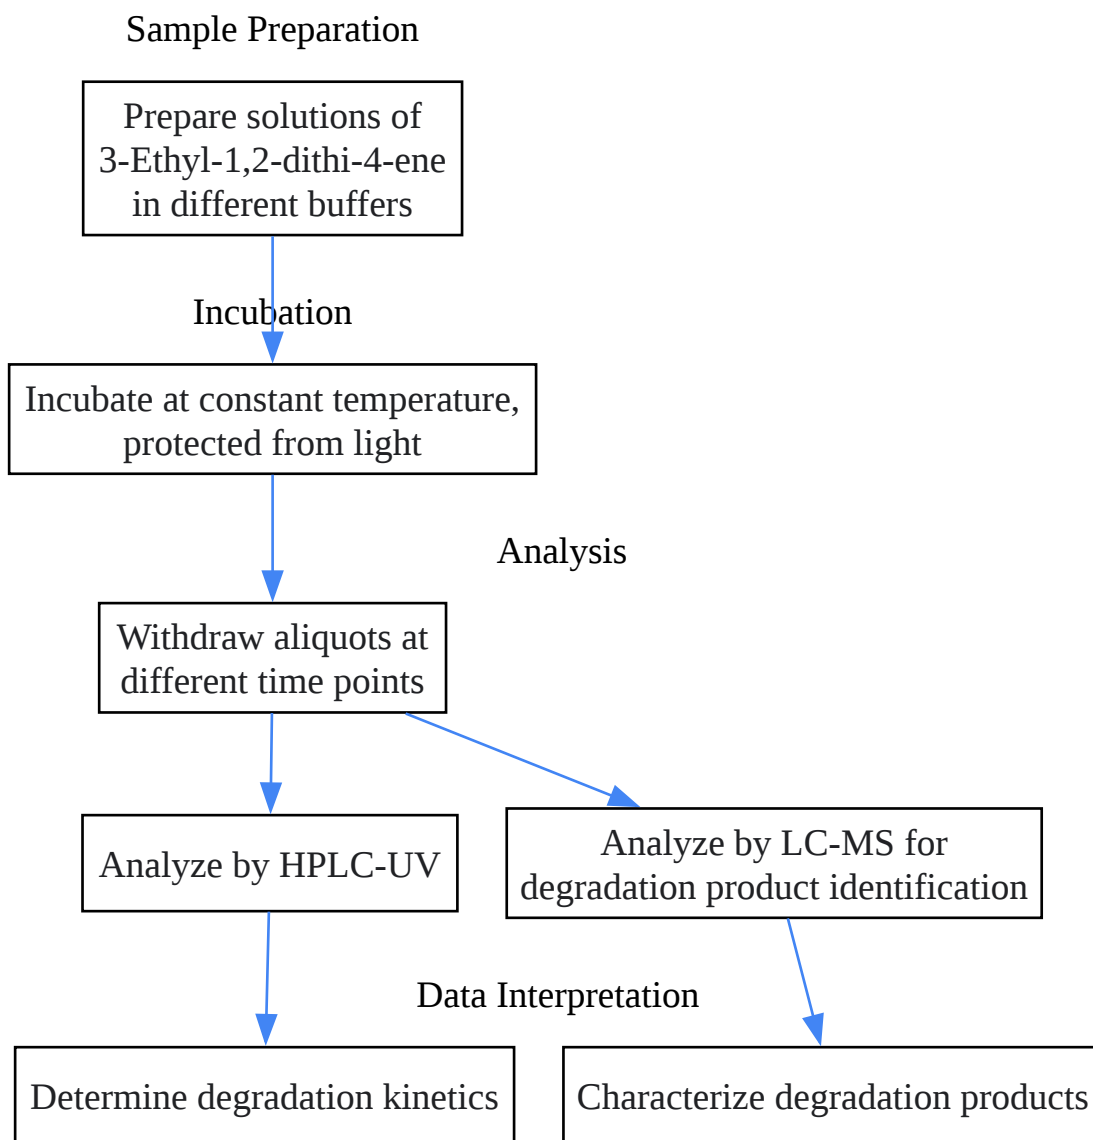 Sample Preparation
Prepare solutions of
3-Ethyl-1,2-dithi-4-ene
in different buffers
Incubation
Incubate at constant temperature,
protected from light
Analysis
Withdraw aliquots at
different time points
Analyze by HPLC-UV
Analyze by LC-MS for
degradation product identification
Data Interpretation
Determine degradation kinetics
Characterize degradation products